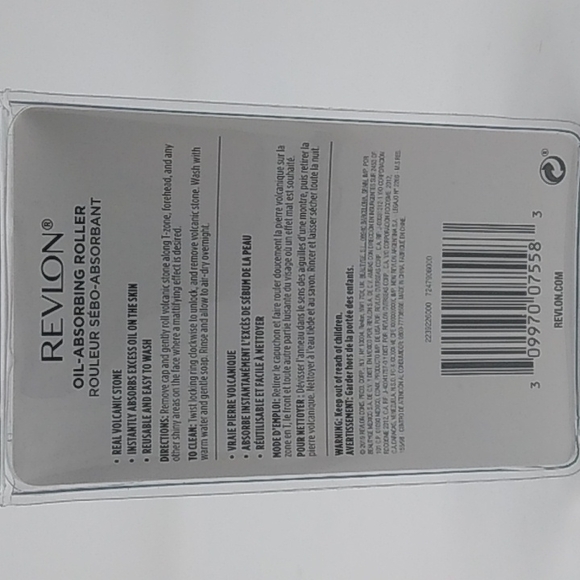 REVLON®
OIL-ABSORBING ROLLER
ROULEUR SÉBO-ABSORBANT
• REAL VOLCANIC STONE
• INSTANTLY ABSORBS EXCESS OIL ON THE SKIN
• REUSABLE AND EASY TO WASH
DIRECTIONS: Remove cap and gently roll volcanic stone along T-zone, forehead, and any
other shiny areas on the face where a mattifying effect is desired.
TO CLEAN: Twist locking ring clockwise to unlock, and remove volcanic stone. Wash with
warm water and gentle soap. Rinse and allow to air-dry overnight.
• VRAIE PIERRE VOLCANIQUE
• ABSORBE INSTANTANÉMENT L'EXCÈS DE SÉBUM DE LA PEAU
• RÉUTILISABLE ET FACILE À NETTOYER
MODE D'EMPLOI: Retirer le capuchon et faire rouler doucement la pierre volcanique sur la
zone en T, le front et toute autre partie luisante du visage où un effet mat est souhaité.
POUR NETTOYER: Dévisser l'anneau dans le sens des aiguilles d'une montre, puis retirer la
pierre volcanique. Nettoyer à l'eau tiède et au savon. Rincer et laisser sécher toute la nuit.
WARNING: Keep out of reach of children.
AVERTISSEMENT: Garder hors de la portée des enfants.
3 09970 07558 3
REVLON.COM